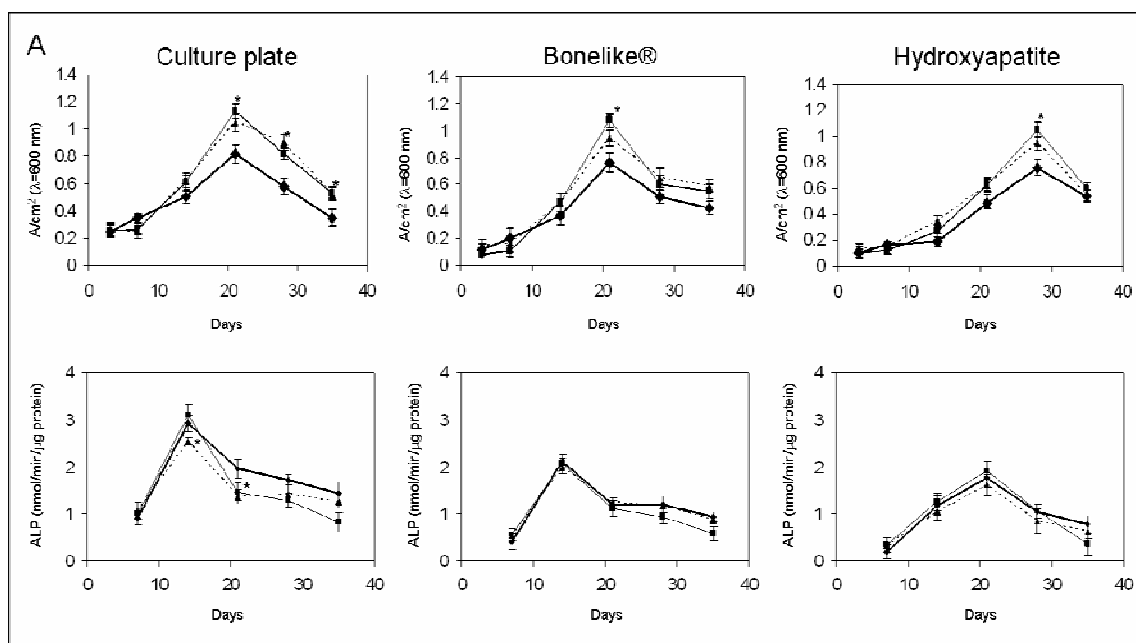 A
Culture plate
Bonelike®
Hydroxyapatite
A/cm² (λ=600 nm)
1.4
1.2
1
0.8
0.6
0.4
0.2
0
0 10 20 30 40
Days
*
*
*
A/cm² (λ=600 nm)
1.4
1.2
1
0.8
0.6
0.4
0.2
0
0 10 20 30 40
Days
*
A/cm² (λ=600 nm)
1.4
1.2
1
0.8
0.6
0.4
0.2
0
0 10 20 30 40
Days
*
ALP (nmol/min/µg protein)
4
3
2
1
0
0 10 20 30 40
Days
*
*
ALP (nmol/min/µg protein)
4
3
2
1
0
0 10 20 30 40
Days
ALP (nmol/min/µg protein)
4
3
2
1
0
0 10 20 30 40
Days